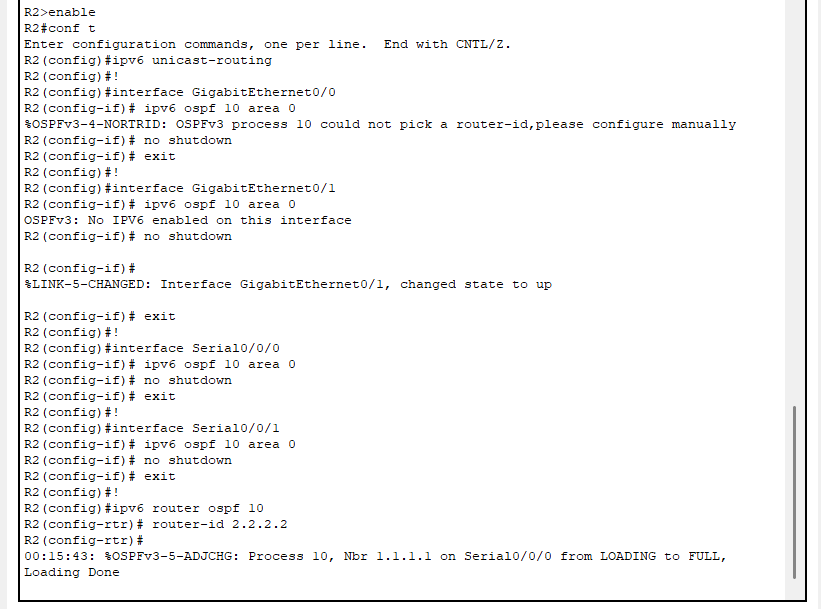 R2>enable
R2#conf t
Enter configuration commands, one per line.  End with CNTL/Z.
R2(config)#ipv6 unicast-routing
R2(config)#!
R2(config)#interface GigabitEthernet0/0
R2(config-if)# ipv6 ospf 10 area 0
%OSPFv3-4-NORTRID: OSPFv3 process 10 could not pick a router-id,please configure manually
R2(config-if)# no shutdown
R2(config-if)# exit
R2(config)#!
R2(config)#interface GigabitEthernet0/1
R2(config-if)# ipv6 ospf 10 area 0
OSPFv3: No IPV6 enabled on this interface
R2(config-if)# no shutdown

R2(config-if)#
%LINK-5-CHANGED: Interface GigabitEthernet0/1, changed state to up

R2(config-if)# exit
R2(config)#!
R2(config)#interface Serial0/0/0
R2(config-if)# ipv6 ospf 10 area 0
R2(config-if)# no shutdown
R2(config-if)# exit
R2(config)#!
R2(config)#interface Serial0/0/1
R2(config-if)# ipv6 ospf 10 area 0
R2(config-if)# no shutdown
R2(config-if)# exit
R2(config)#!
R2(config)#ipv6 router ospf 10
R2(config-rtr)# router-id 2.2.2.2
R2(config-rtr)#
00:15:43: %OSPFv3-5-ADJCHG: Process 10, Nbr 1.1.1.1 on Serial0/0/0 from LOADING to FULL,
Loading Done